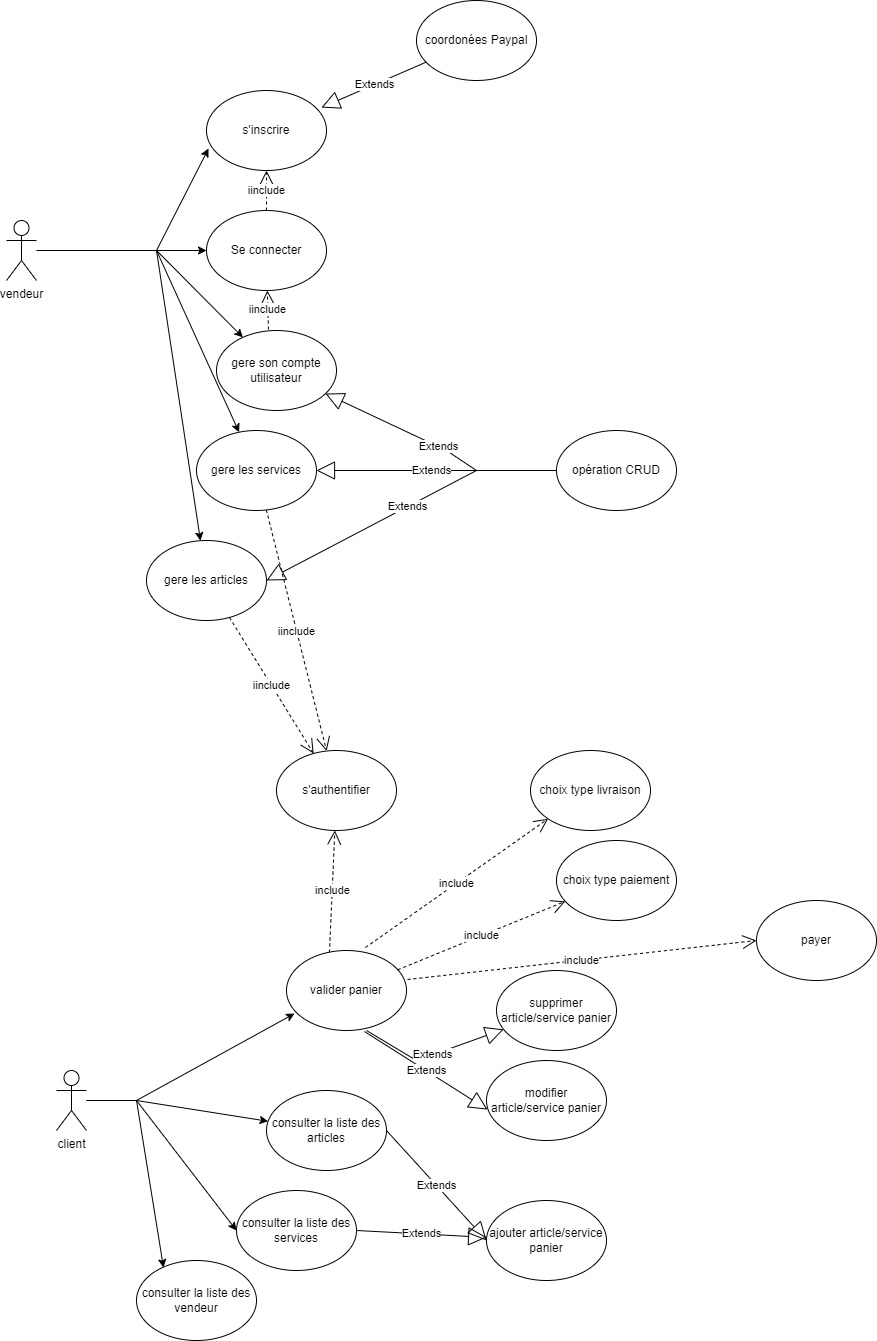 coordonées Paypal
Extends
s'inscrire
iinclude
Se connecter
vendeur
iinclude
gere son compte
utilisateur
Extends
gere les services
Extends
opération CRUD
Extends
gere les articles
iinclude
iinclude
s'authentifier
choix type livraison
include
include
choix type paiement
include
payer
include
valider panier
supprimer
article/service panier
Extends
Extends
modifier
article/service panier
client
consulter la liste des
articles
Extends
consulter la liste des
services
Extends
ajouter article/service
panier
consulter la liste des
vendeur